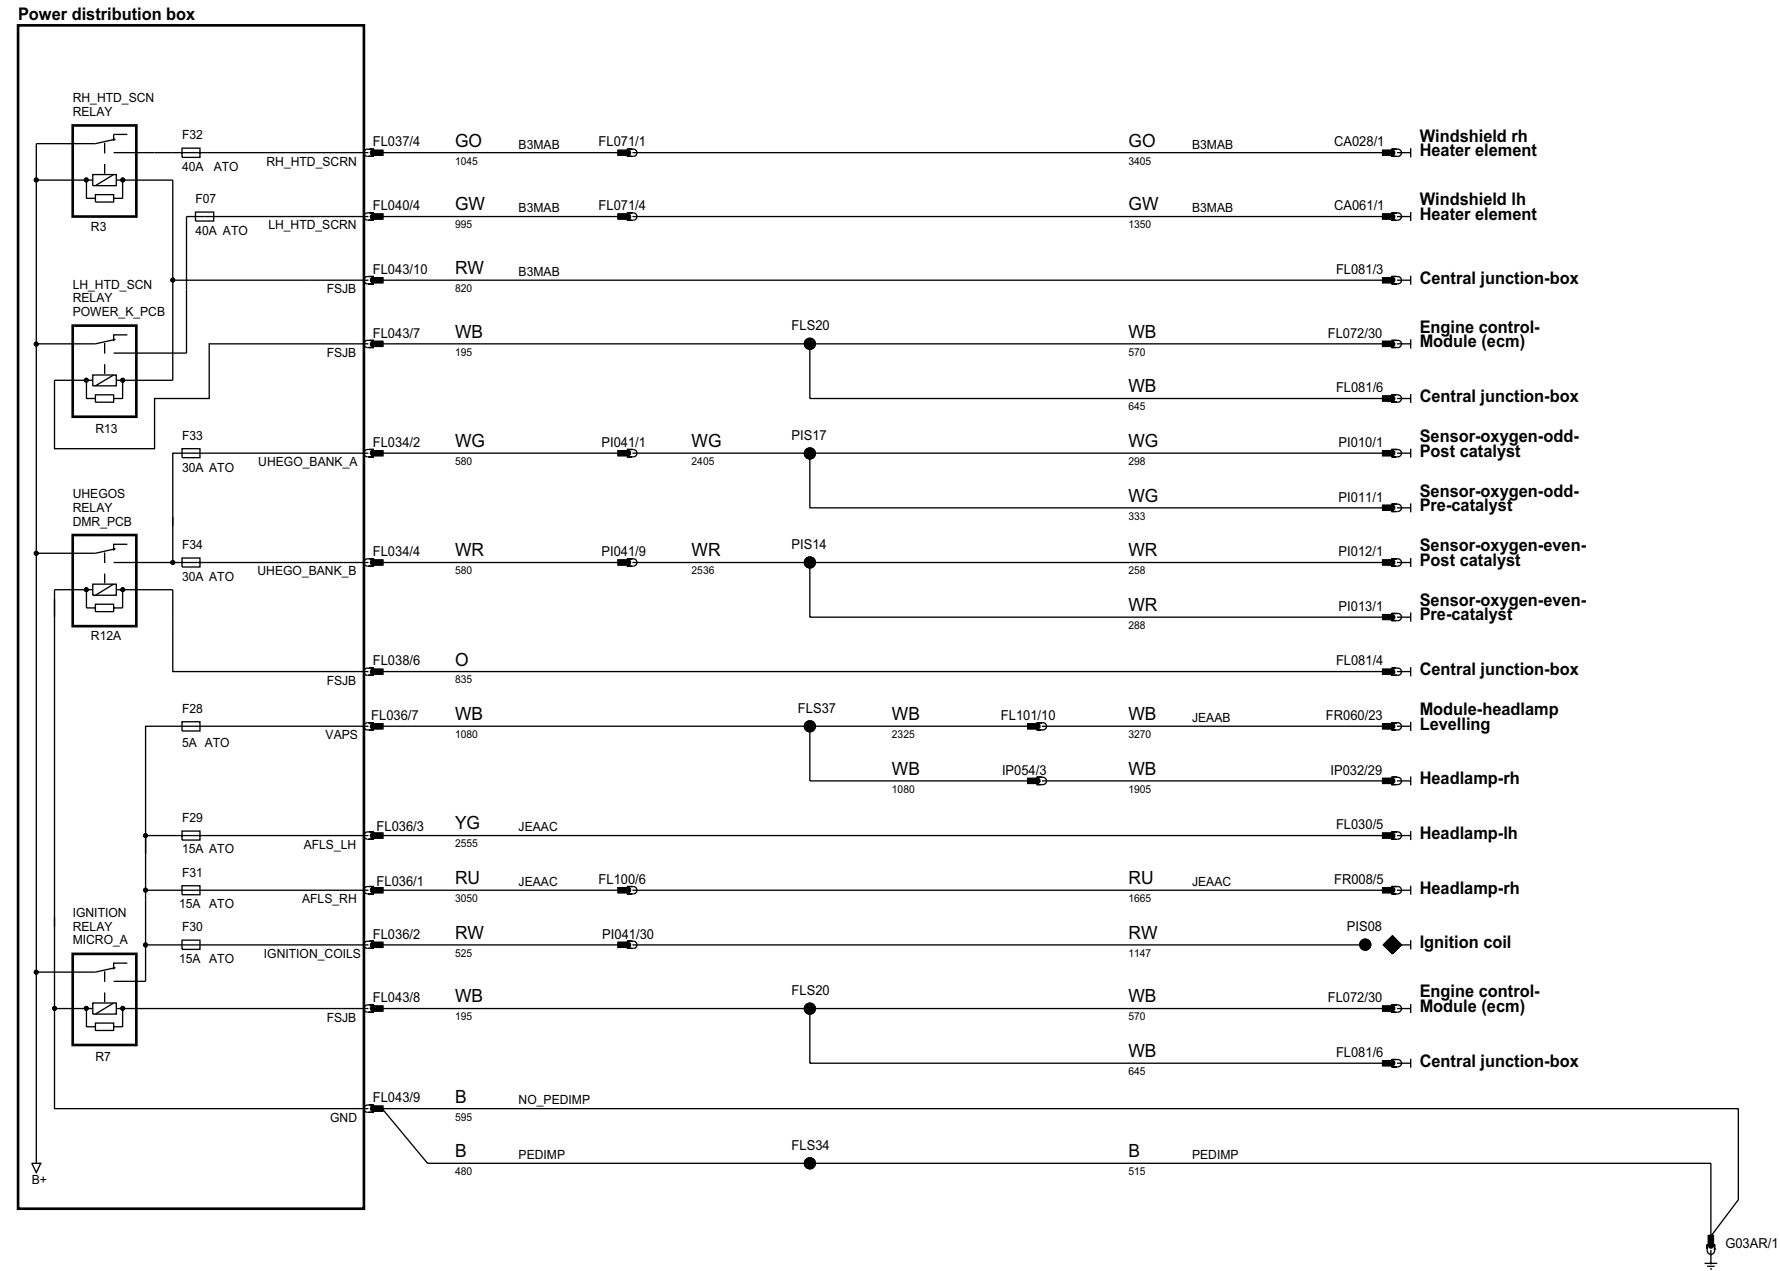 Power distribution box
RH_HTD_SCN
RELAY
R3
F32
40A ATO
RH_HTD_SCRN
FL037/4
GO
1045
B3MAB
FL071/1
GO
3405
B3MAB
CA028/1
Windshield rh
Heater element
F07
40A ATO
LH_HTD_SCRN
FL040/4
GW
995
B3MAB
FL071/4
GW
1350
B3MAB
CA061/1
Windshield lh
Heater element
FSJB
FL043/10
RW
820
B3MAB
FL081/3
Central junction-box
LH_HTD_SCN
RELAY
POWER_K_PCB
R13
FSJB
FL043/7
WB
195
FLS20
WB
570
FL072/30
Engine control-
Module (ecm)
WB
645
FL081/6
Central junction-box
F33
30A ATO
UHEGO_BANK_A
FL034/2
WG
580
PI041/1
WG
2405
PIS17
WG
298
PI010/1
Sensor-oxygen-odd-
Post catalyst
WG
333
PI011/1
Sensor-oxygen-odd-
Pre-catalyst
UHEGOS
RELAY
DMR_PCB
R12A
F34
30A ATO
UHEGO_BANK_B
FL034/4
WR
580
PI041/9
WR
2536
PIS14
WR
258
PI012/1
Sensor-oxygen-even-
Post catalyst
WR
288
PI013/1
Sensor-oxygen-even-
Pre-catalyst
FSJB
FL038/6
O
835
FL081/4
Central junction-box
F28
5A ATO
VAPS
FL036/7
WB
1080
FLS37
WB
2325
FL101/10
WB
3270
JEAAB
FR060/23
Module-headlamp
Levelling
WB
1080
IP054/3
WB
1905
IP032/29
Headlamp-rh
F29
15A ATO
AFLS_LH
FL036/3
YG
2555
JEAAC
FL030/5
Headlamp-lh
F31
15A ATO
AFLS_RH
FL036/1
RU
3050
JEAAC
FL100/6
RU
1665
JEAAC
FR008/5
Headlamp-rh
IGNITION
RELAY
MICRO_A
R7
F30
15A ATO
IGNITION_COILS
FL036/2
RW
525
PI041/30
RW
1147
PIS08
Ignition coil
FSJB
FL043/8
WB
195
FLS20
WB
570
FL072/30
Engine control-
Module (ecm)
WB
645
FL081/6
Central junction-box
GND
FL043/9
B
595
NO_PEDIMP
B
480
PEDIMP
FLS34
B
515
PEDIMP
B+
G03AR/1